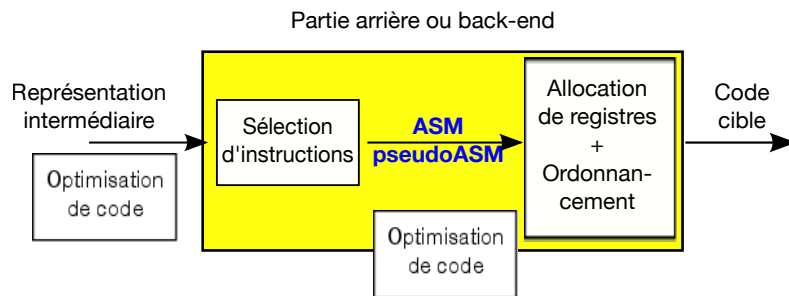 Partie arrière ou back-end
Représentation
intermédiaire
Optimisation
de code
Sélection
d'instructions
ASM
pseudoASM
Optimisation
de code
Allocation
de registres
+
Ordonnan-
cement
Code
cible